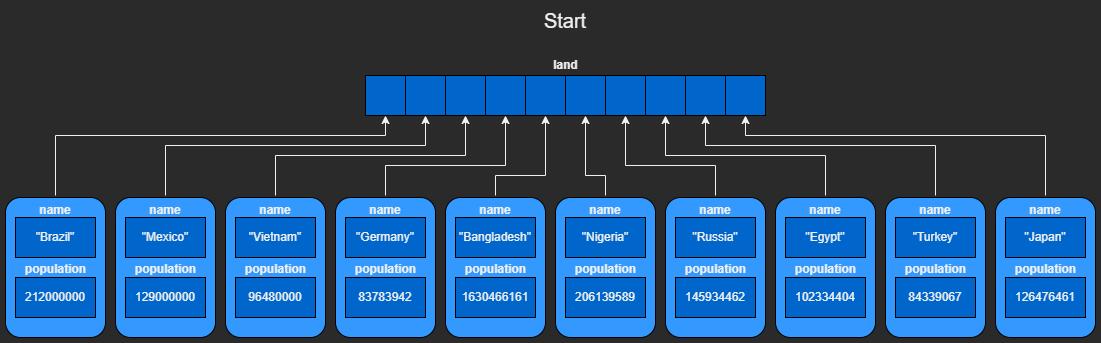 Start
land
name name name name name name name name name name
"Brazil" "Mexico" "Vietnam" "Germany" "Bangladesh" "Nigeria" "Russia" "Egypt" "Turkey" "Japan"
population population population population population population population population population population
212000000 129000000 96480000 83783942 1630466161 206139589 145934462 102334404 84339067 126476461